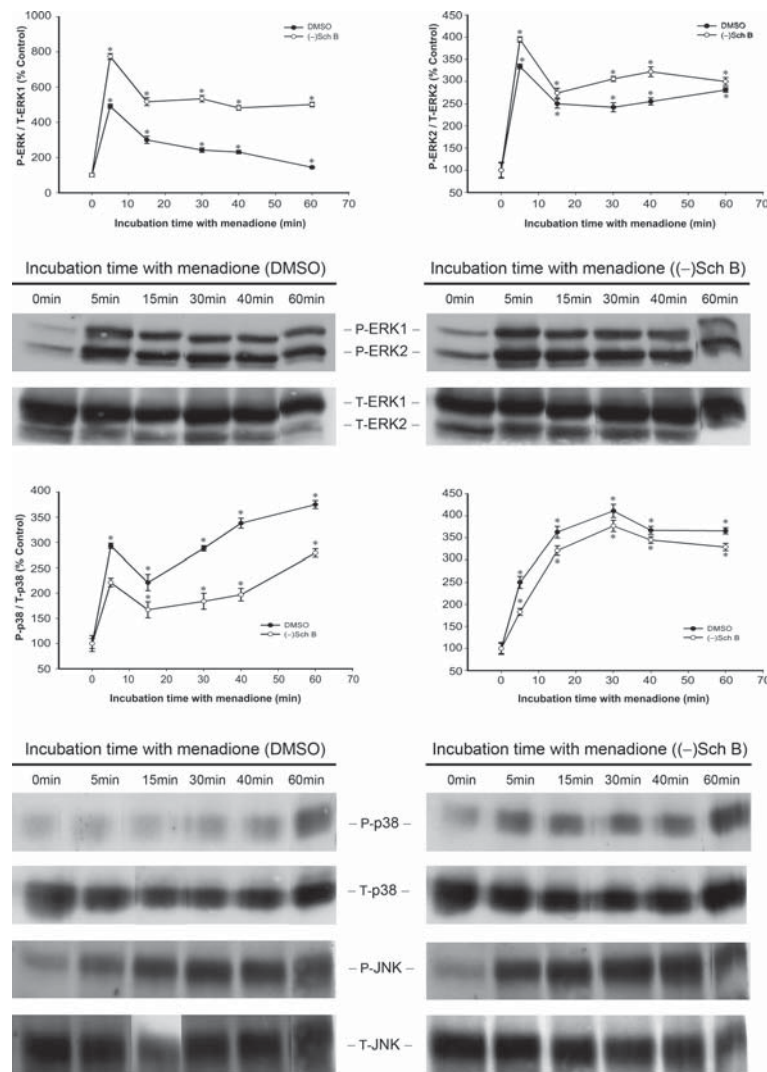 P-ERK / T-ERK1 (% Control)
1000
800
600
400
200
0
DMSO
(–)Sch B
0 10 20 30 40 50 60 70
Incubation time with menadione (min)
P-ERK2 / T-ERK2 (% Control)
450
400
350
300
250
200
150
100
50
DMSO
(–)Sch B
0 10 20 30 40 50 60 70
Incubation time with menadione (min)
Incubation time with menadione (DMSO)
0min 5min 15min 30min 40min 60min
Incubation time with menadione ((–)Sch B)
0min 5min 15min 30min 40min 60min
– P-ERK1 –
– P-ERK2 –
– T-ERK1 –
– T-ERK2 –
P-p38 / T-p38 (% Control)
400
350
300
250
200
150
100
50
DMSO
(–)Sch B
0 10 20 30 40 50 60 70
Incubation time with menadione (min)
450
400
350
300
250
200
150
100
50
DMSO
(–)Sch B
0 10 20 30 40 50 60 70
Incubation time with menadione (min)
Incubation time with menadione (DMSO)
0min 5min 15min 30min 40min 60min
Incubation time with menadione ((–)Sch B)
0min 5min 15min 30min 40min 60min
– P-p38 –
– T-p38 –
– P-JNK –
– T-JNK –